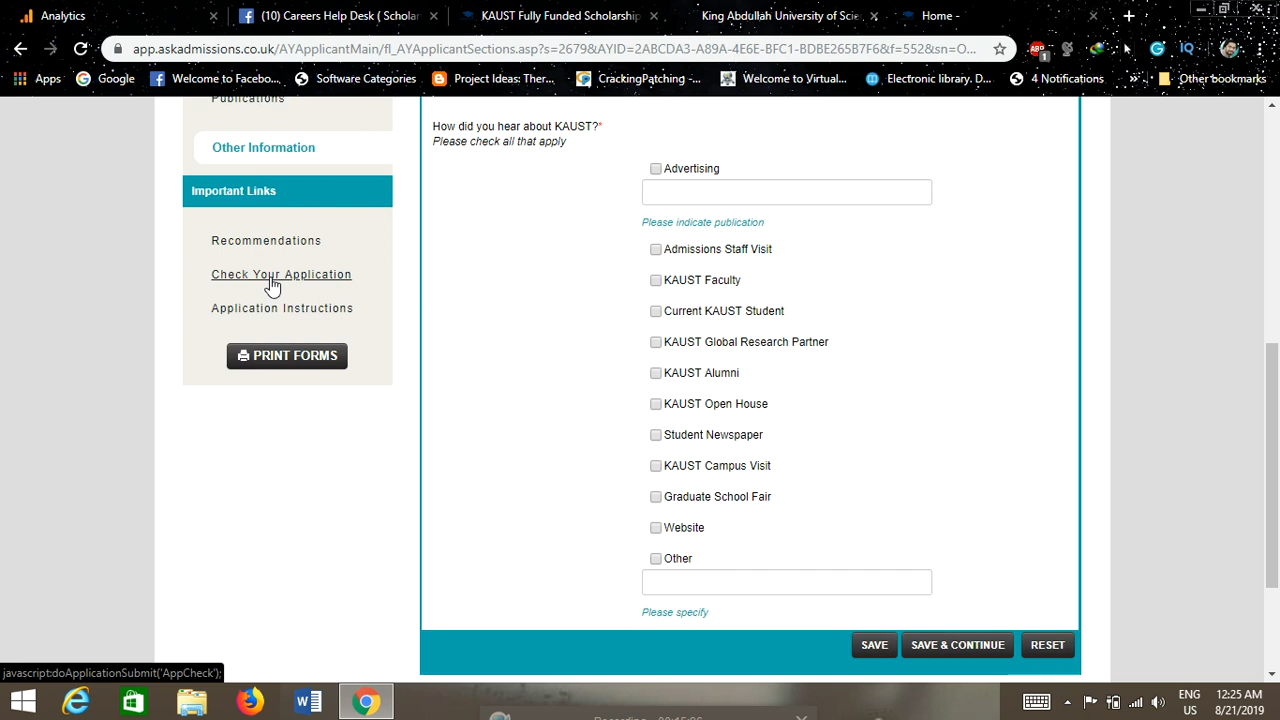 Analytics
(10) Careers Help Desk ( Scholar
KAUST Fully Funded Scholarship
King Abdullah University of Scie
Home -
app.askadmissions.co.uk/AYApplicantMain/fl_AYApplicantSections.asp?s=2679&AYID=2ABCDA3-A89A-4E6E-BFC1-BDBE265B7F6&f=552&sn=O...
ABP
1
IQ
Apps
Google
Welcome to Facebo...
Software Categories
Project Ideas: Ther...
CrackingPatching -...
Welcome to Virtual...
Electronic library. D...
4 Notifications
Other bookmarks
Publications
Other Information
Important Links
Recommendations
Check Your Application
Application Instructions
PRINT FORMS
How did you hear about KAUST?*
Please check all that apply
Advertising
Please indicate publication
Admissions Staff Visit
KAUST Faculty
Current KAUST Student
KAUST Global Research Partner
KAUST Alumni
KAUST Open House
Student Newspaper
KAUST Campus Visit
Graduate School Fair
Website
Other
Please specify
SAVE
SAVE & CONTINUE
RESET
javascript:doApplicationSubmit('AppCheck');
ENG
US
12:25 AM
8/21/2019